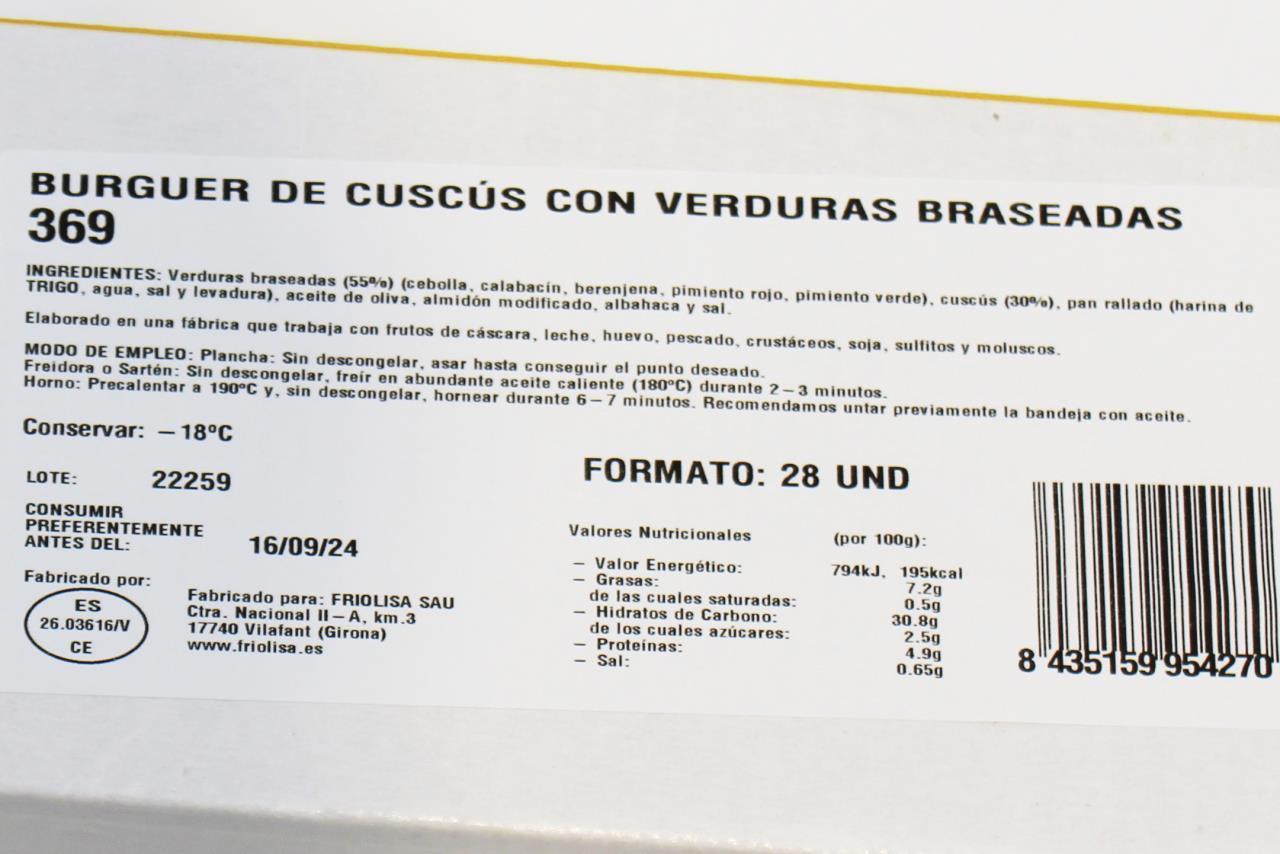 BURGUER DE CUSCÚS CON VERDURAS BRASEADAS
369
INGREDIENTES: Verduras braseadas (55%) (cebolla, calabacín, berenjena, pimiento rojo, pimiento verde), cuscús (30%), pan rallado (harina de
TRIGO, agua, sal y levadura), aceite de oliva, almidón modificado, albahaca y sal.
Elaborado en una fábrica que trabaja con frutos de cáscara, leche, huevo, pescado, crustáceos, soja, sulfitos y moluscos.
MODO DE EMPLEO: Plancha: Sin descongelar, asar hasta conseguir el punto deseado.
Freidora o Sartén: Sin descongelar, freír en abundante aceite caliente (180ºC) durante 2-3 minutos.
Horno: Precalentar a 190ºC y, sin descongelar, hornear durante 6-7 minutos. Recomendamos untar previamente la bandeja con aceite.
Conservar: -18ºC
LOTE: 22259
CONSUMIR
PREFERENTEMENTE
ANTES DEL: 16/09/24
Fabricado por:
ES
26.03616/V
CE
Fabricado para: FRIOLISA SAU
Ctra. Nacional II-A, km.3
17740 Vilafant (Girona)
www.friolisa.es
FORMATO: 28 UND
Valores Nutricionales (por 100g):
- Valor Energético: 794kJ, 195kcal
- Grasas: 7.2g
de las cuales saturadas: 0.5g
- Hidratos de Carbono: 30.8g
de los cuales azúcares: 2.5g
- Proteínas: 4.9g
- Sal: 0.65g
8 435159 954270